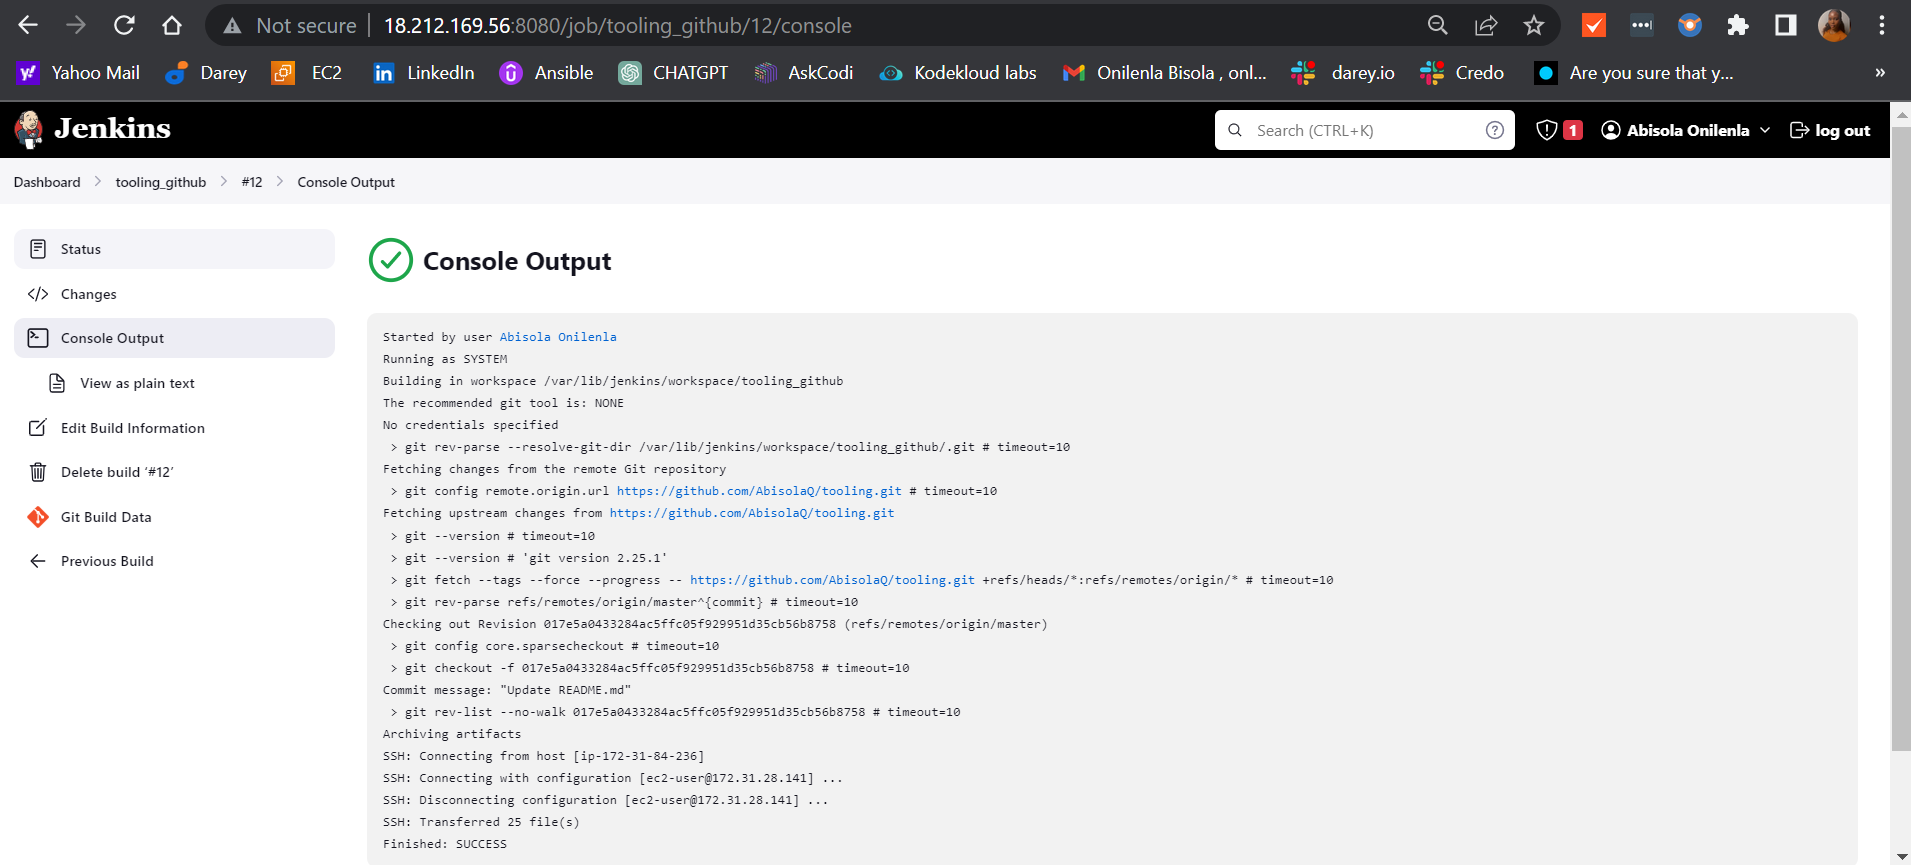 Not secure | 18.212.169.56:8080/job/tooling_github/12/console
Yahoo Mail Darey EC2 LinkedIn Ansible CHATGPT AskCodi Kodekloud labs Onilenla Bisola , onl... darey.io Credo Are you sure that y... »
Jenkins Search (CTRL+K) 1 Abisola Onilenla log out
Dashboard tooling_github #12 Console Output
Status
Changes
Console Output
View as plain text
Edit Build Information
Delete build ‘#12’
Git Build Data
Previous Build
Console Output
Started by user Abisola Onilenla
Running as SYSTEM
Building in workspace /var/lib/jenkins/workspace/tooling_github
The recommended git tool is: NONE
No credentials specified
> git rev-parse --resolve-git-dir /var/lib/jenkins/workspace/tooling_github/.git # timeout=10
Fetching changes from the remote Git repository
> git config remote.origin.url https://github.com/AbisolaQ/tooling.git # timeout=10
Fetching upstream changes from https://github.com/AbisolaQ/tooling.git
> git --version # timeout=10
> git --version # 'git version 2.25.1'
> git fetch --tags --force --progress -- https://github.com/AbisolaQ/tooling.git +refs/heads/*:refs/remotes/origin/* # timeout=10
> git rev-parse refs/remotes/origin/master^{commit} # timeout=10
Checking out Revision 017e5a0433284ac5ffc05f929951d35cb56b8758 (refs/remotes/origin/master)
> git config core.sparsecheckout # timeout=10
> git checkout -f 017e5a0433284ac5ffc05f929951d35cb56b8758 # timeout=10
Commit message: "Update README.md"
> git rev-list --no-walk 017e5a0433284ac5ffc05f929951d35cb56b8758 # timeout=10
Archiving artifacts
SSH: Connecting from host [ip-172-31-84-236]
SSH: Connecting with configuration [ec2-user@172.31.28.141] ...
SSH: Disconnecting configuration [ec2-user@172.31.28.141] ...
SSH: Transferred 25 file(s)
Finished: SUCCESS